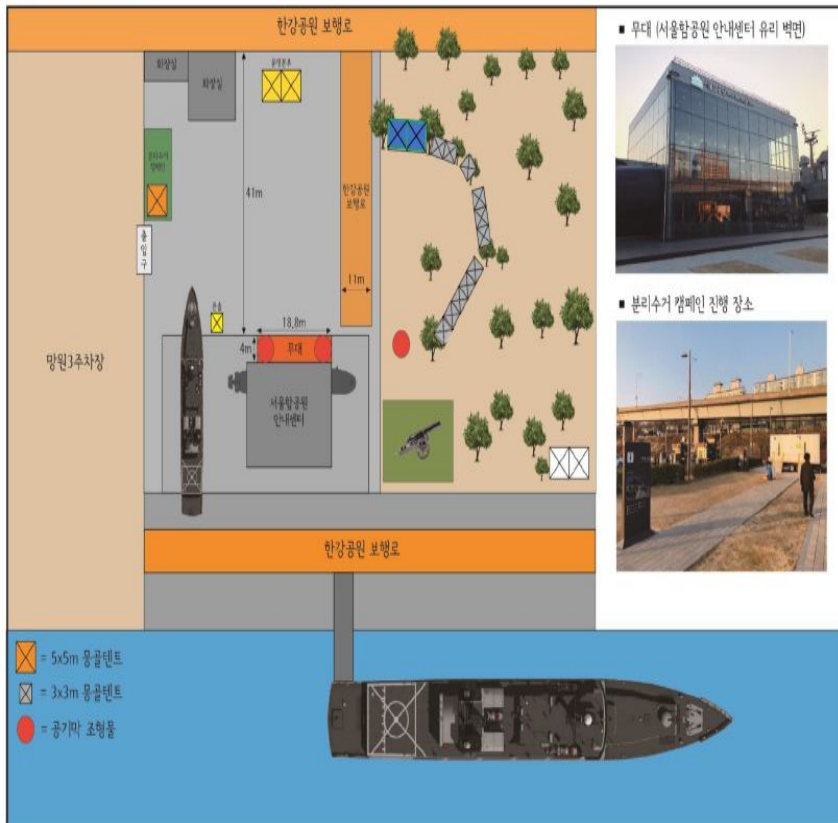 한강공원 보행로
■ 무대 (서울함공원 안내센터 유리 벽면)
화장실
화장실
운영본부
분리수거
캠페인
출입구
41m
한강공원
보행로
11m
18,8m
4m
무대
서울함공원
안내센터
망원3주차장
■ 분리수거 캠페인 진행 장소
한강공원 보행로
= 5x5m 몽골텐트
= 3x3m 몽골텐트
= 공기막 조형물